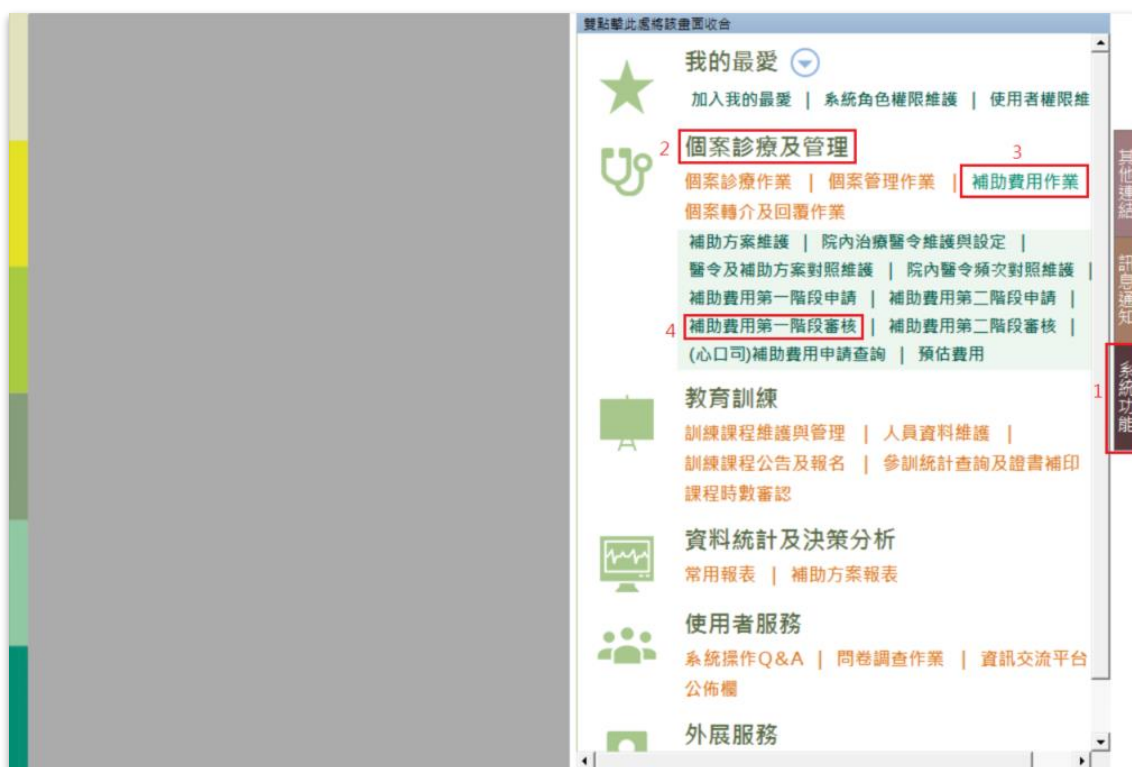 雙點擊此處將該畫面收合
我的最愛
加入我的最愛 | 系統角色權限維護 | 使用者權限維
2 個案診療及管理
3
個案診療作業 | 個案管理作業 | 補助費用作業
個案轉介及回覆作業
補助方案維護 | 院內治療醫令維護與設定 |
醫令及補助方案對照維護 | 院內醫令頻次對照維護 |
補助費用第一階段申請 | 補助費用第二階段申請 |
4 補助費用第一階段審核 | 補助費用第二階段審核 |
(心口司)補助費用申請查詢 | 預估費用
教育訓練
訓練課程維護與管理 | 人員資料維護 |
訓練課程公告及報名 | 參訓統計查詢及證書補印
課程時數審認
資料統計及決策分析
常用報表 | 補助方案報表
使用者服務
系統操作Q&A | 問卷調查作業 | 資訊交流平台
公佈欄
外展服務
其他連結
訊息通知
1 系統功能